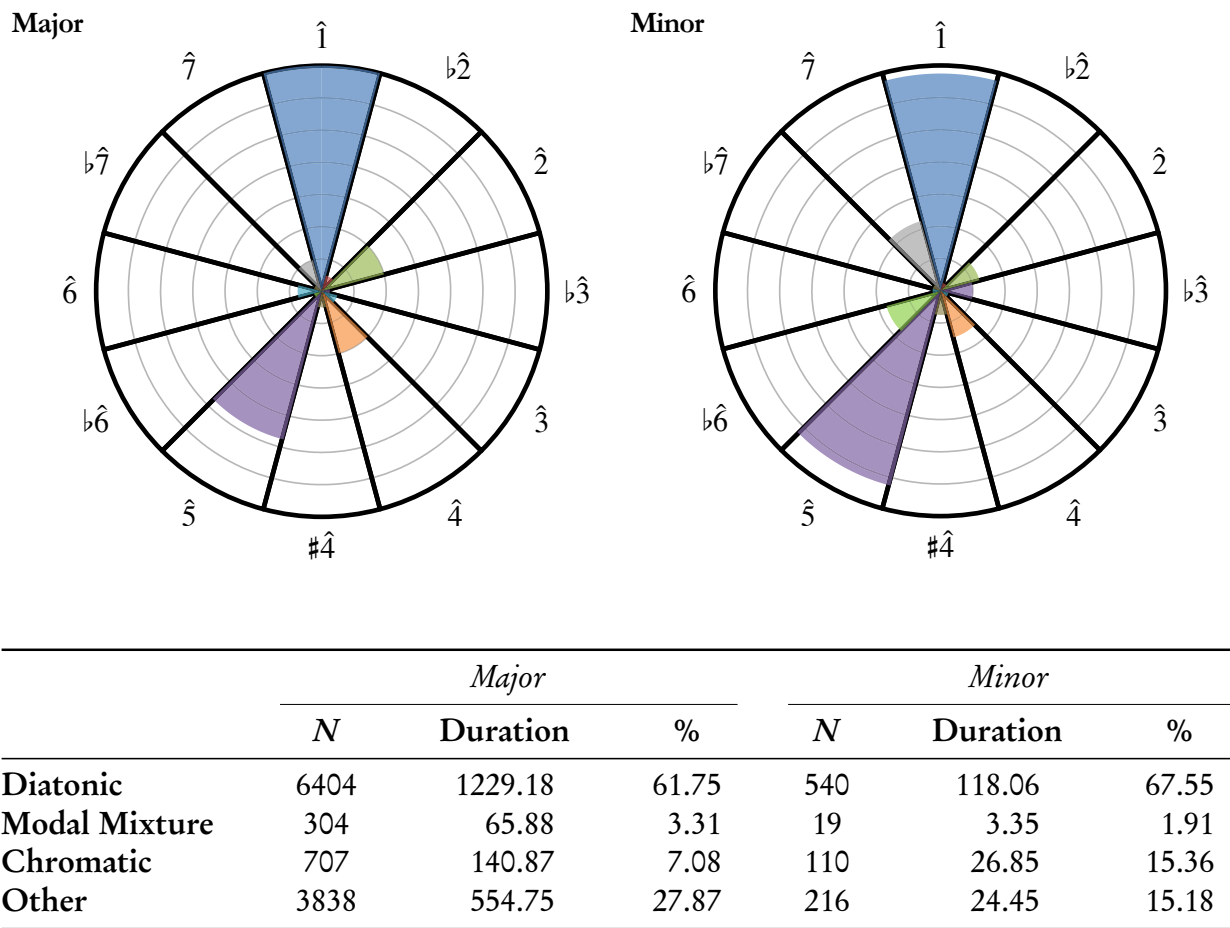 Major
Minor
1̂ 1̂
7̂ ♭2̂ 7̂ ♭2̂
♭7̂ 2̂ ♭7̂ 2̂
6̂ ♭3̂ 6̂ ♭3̂
♭6̂ 3̂ ♭6̂ 3̂
5̂ 4̂ 5̂ 4̂
♯4̂ ♯4̂
Major Minor
N Duration % N Duration %
Diatonic 6404 1229.18 61.75 540 118.06 67.55
Modal Mixture 304 65.88 3.31 19 3.35 1.91
Chromatic 707 140.87 7.08 110 26.85 15.36
Other 3838 554.75 27.87 216 24.45 15.18